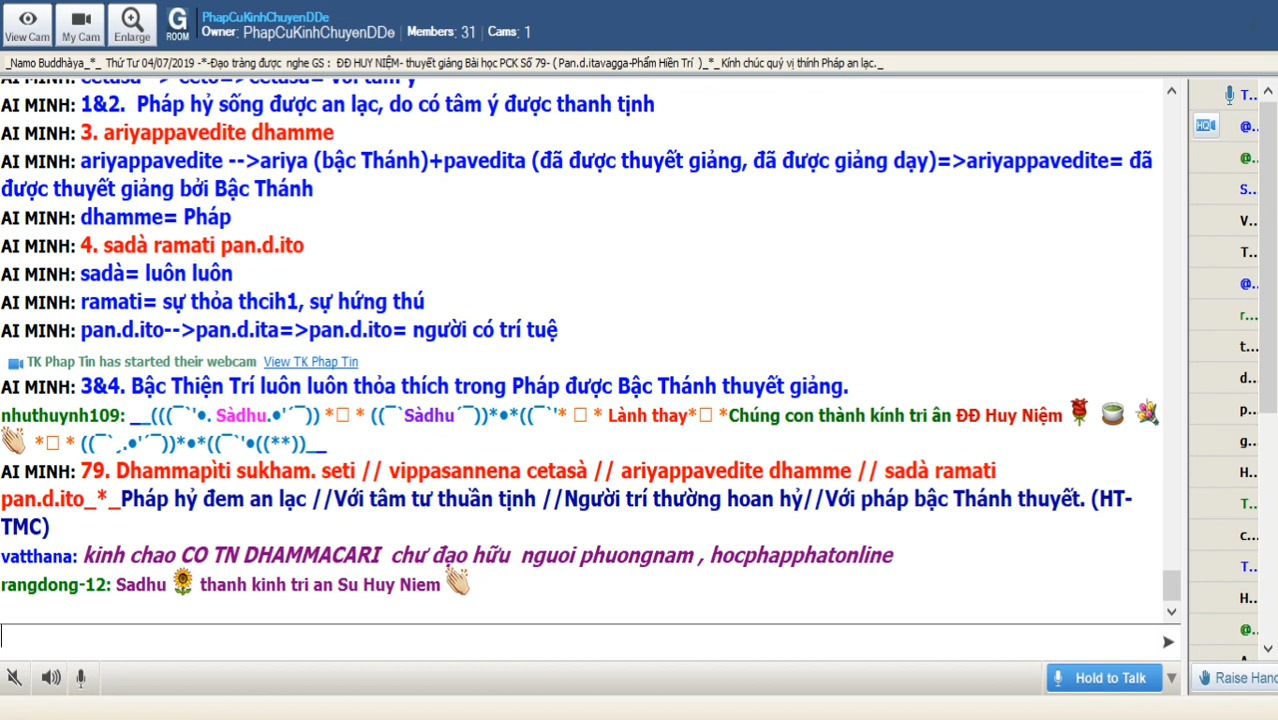 View Cam
My Cam
Enlarge
G
ROOM
PhapCuKinhChuyenDDe
Owner: PhapCuKinhChuyenDDe | Members: 31 | Cams: 1
_Namo Buddhàya_*_ Thứ Tư 04/07/2019 -*-Đạo tràng được nghe GS : ĐĐ HUY NIỆM- thuyết giảng Bài học PCK Số 79- ( Pan.d.itavagga-Phẩm Hiền Trí )_*_Kính chúc quý vị thính Pháp an lạc._
AI MINH: 1&2. Pháp hỷ sống được an lạc, do có tâm ý được thanh tịnh
AI MINH: 3. ariyappavedite dhamme
AI MINH: ariyappavedite -->ariya (bậc Thánh)+pavedita (đã được thuyết giảng, đã được giảng dạy)=>ariyappavedite= đã
được thuyết giảng bởi Bậc Thánh
AI MINH: dhamme= Pháp
AI MINH: 4. sadà ramati pan.d.ito
AI MINH: sadà= luôn luôn
AI MINH: ramati= sự thỏa thcih1, sự hứng thú
AI MINH: pan.d.ito-->pan.d.ita=>pan.d.ito= người có trí tuệ
TK Phap Tin has started their webcam View TK Phap Tin
AI MINH: 3&4. Bậc Thiện Trí luôn luôn thỏa thích trong Pháp được Bậc Thánh thuyết giảng.
nhuthuynh109: __(((¯`'•. Sàdhu.•'´¯)) *□ * ((¯`Sàdhu´¯))*•*((¯`'* □ * Lành thay*□ *Chúng con thành kính tri ân ĐĐ Huy Niệm
*□ * ((¯`¸.•'´¯))*•*((¯`'•((**))__
AI MINH: 79. Dhammapìti sukham. seti // vippasannena cetasà // ariyappavedite dhamme // sadà ramati
pan.d.ito_*_Pháp hỷ đem an lạc //Với tâm tư thuần tịnh //Người trí thường hoan hỷ//Với pháp bậc Thánh thuyết. (HT-
TMC)
vatthana: kinh chao CO TN DHAMMACARI chư đạo hữu nguoi phuongnam , hocphapphatonline
rangdong-12: Sadhu thanh kinh tri an Su Huy Niem
Hold to Talk
Raise Hand
T..
@.
@.
S..
V..
T..
@.
r..
t..
d..
p..
g..
H..
T..
c..
T..
H..
@.